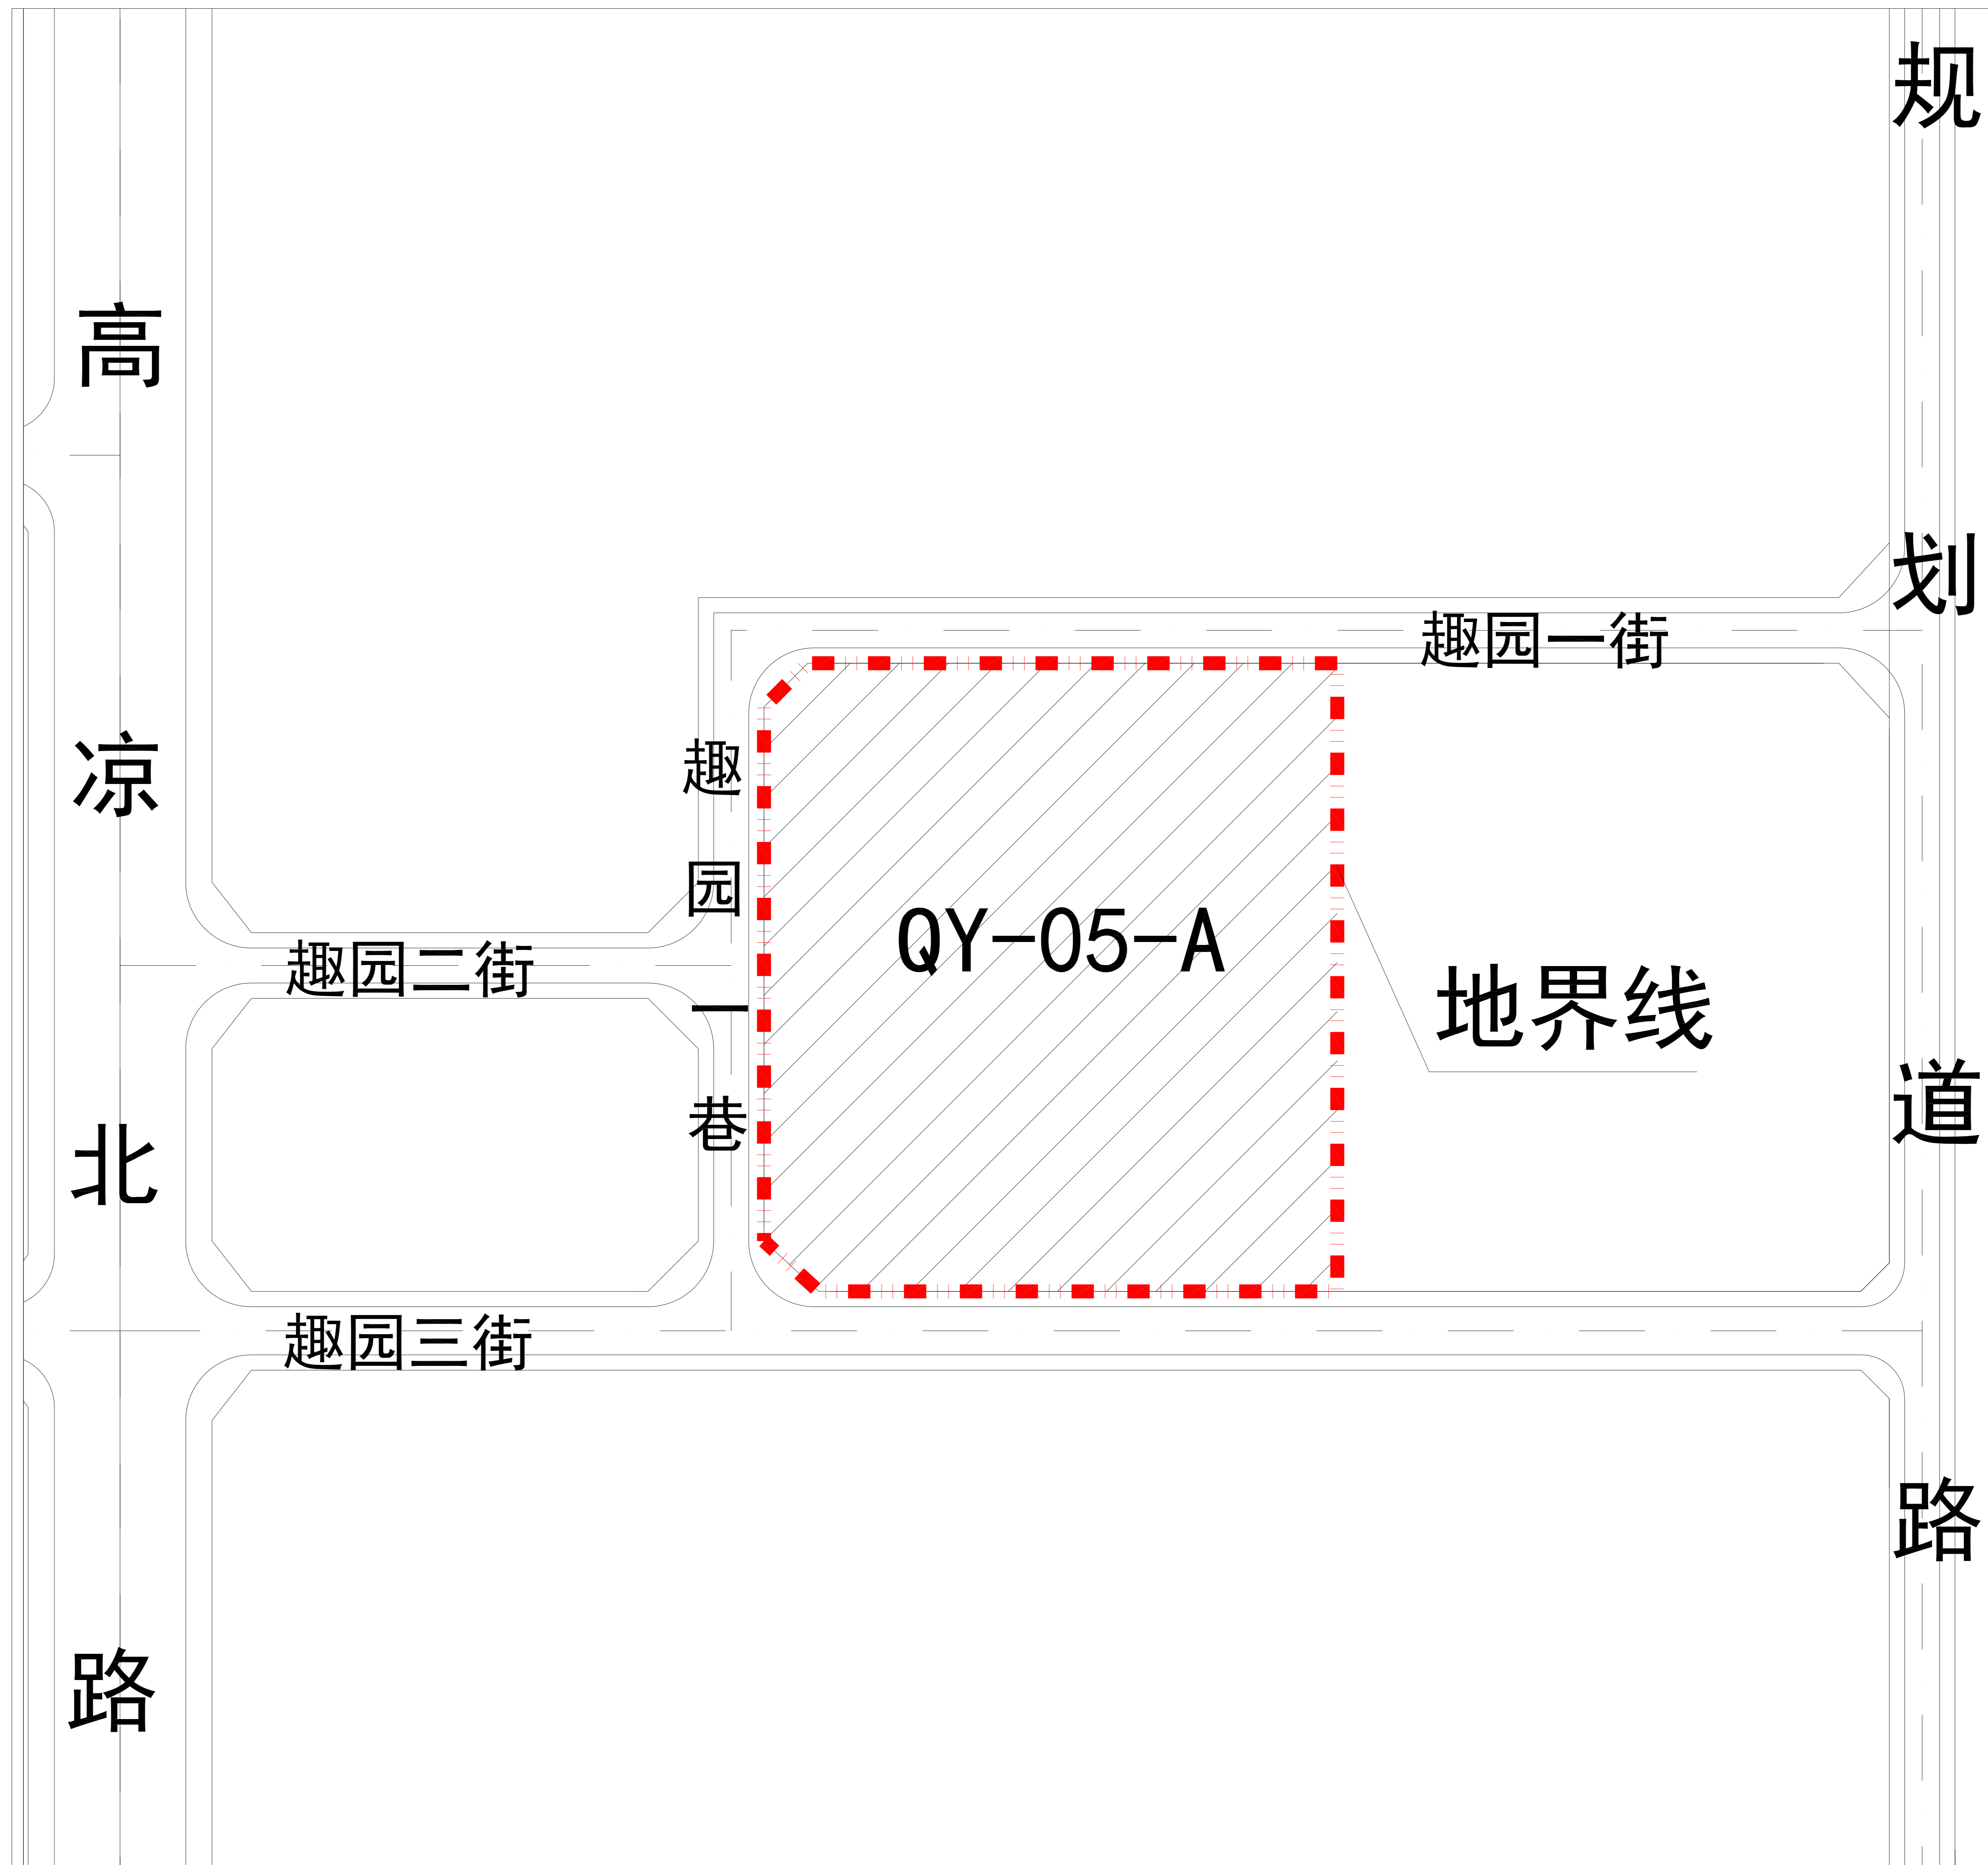 高凉北路
规划道路
趣园一街
趣园一巷
趣园二街
QY-05-A
地界线
趣园三街